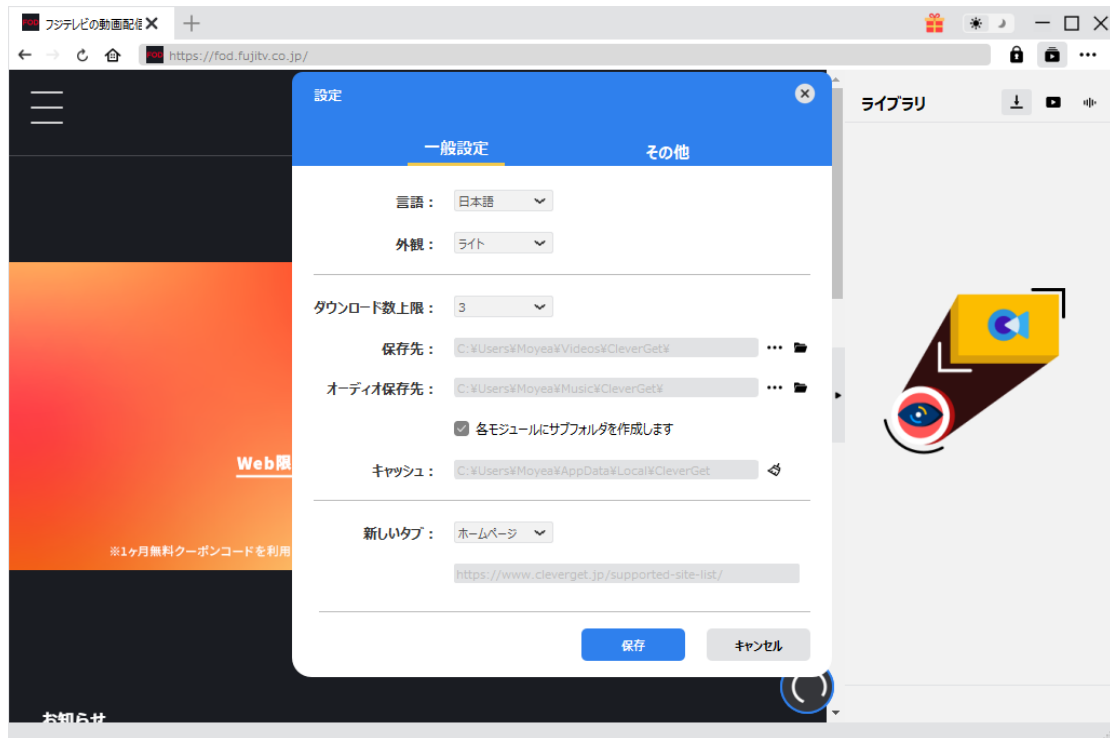 FOD フジテレビの動画配信
https://fod.fujitv.co.jp/
設定
一般設定
その他
言語：
日本語
外観：
ライト
ダウンロード数上限：
3
保存先：
C:¥Users¥Moyea¥Videos¥CleverGet¥
オーディオ保存先：
C:¥Users¥Moyea¥Music¥CleverGet¥
各モジュールにサブフォルダを作成します
キャッシュ：
C:¥Users¥Moyea¥AppData¥Local¥CleverGet
新しいタブ：
ホームページ
https://www.cleverget.jp/supported-site-list/
保存
キャンセル
ライブラリ
Web限
※1ヶ月無料クーポンコードを利用
お知らせ